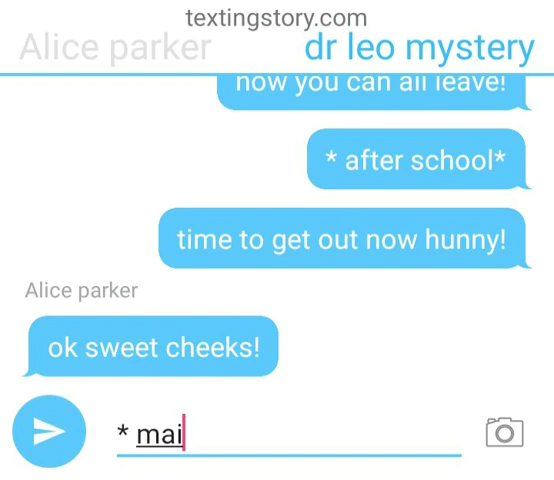 textingstory.com
Alice parker
dr leo mystery
now you can all leave!
* after school*
time to get out now hunny!
Alice parker
ok sweet cheeks!
* mai